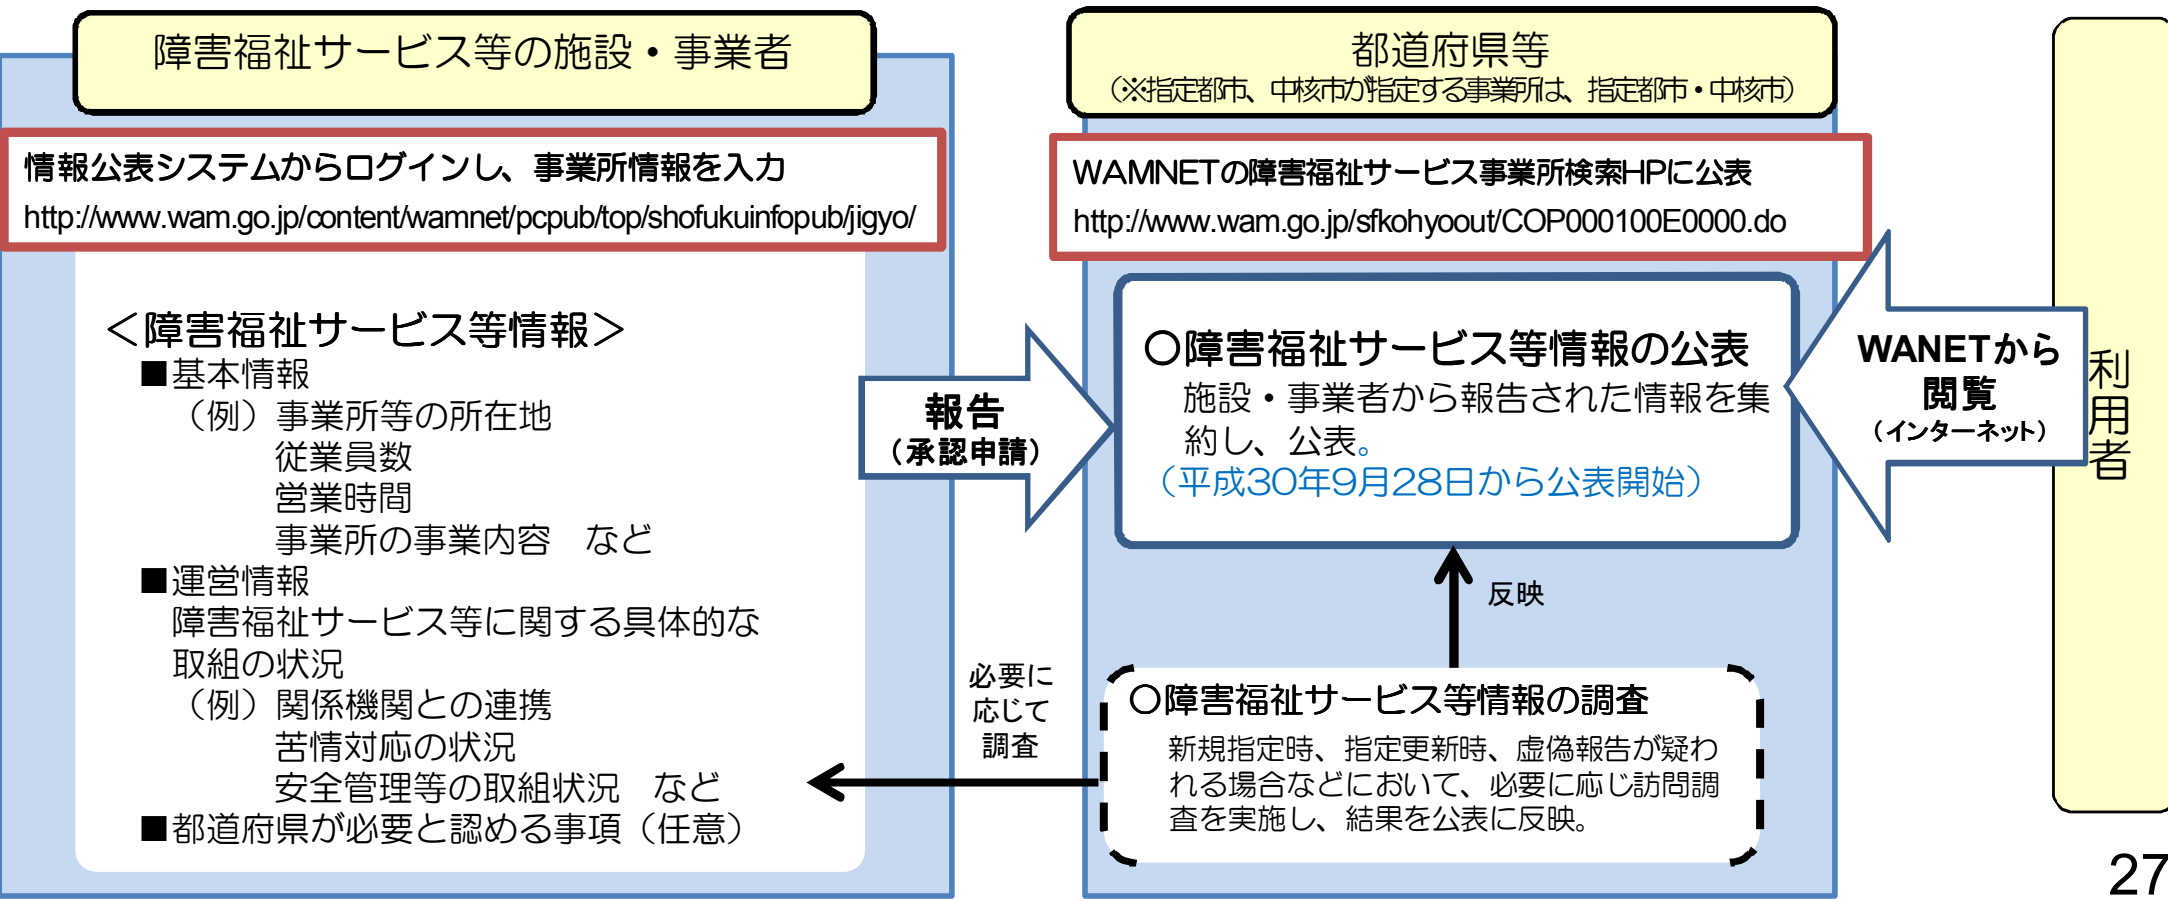 障害福祉サービス等の施設・事業者
情報公表システムからログインし、事業所情報を入力
http://www.wam.go.jp/content/wamnet/pcpub/top/shofukuinfopub/jigyo/
＜障害福祉サービス等情報＞
■基本情報
（例）事業所等の所在地
従業員数
営業時間
事業所の事業内容　など
■運営情報
障害福祉サービス等に関する具体的な
取組の状況
（例）関係機関との連携
苦情対応の状況
安全管理等の取組状況　など
■都道府県が必要と認める事項（任意）
報告
（承認申請）
必要に
応じて
調査
都道府県等
（※指定都市、中核市が指定する事業所は、指定都市・中核市）
WAMNETの障害福祉サービス事業所検索HPに公表
http://www.wam.go.jp/sfkohyoout/COP000100E0000.do
〇障害福祉サービス等情報の公表
施設・事業者から報告された情報を集
約し、公表。
（平成30年9月28日から公表開始）
反映
〇障害福祉サービス等情報の調査
新規指定時、指定更新時、虚偽報告が疑わ
れる場合などにおいて、必要に応じ訪問調
査を実施し、結果を公表に反映。
WANETから
閲覧
（インターネット）
利用者
27